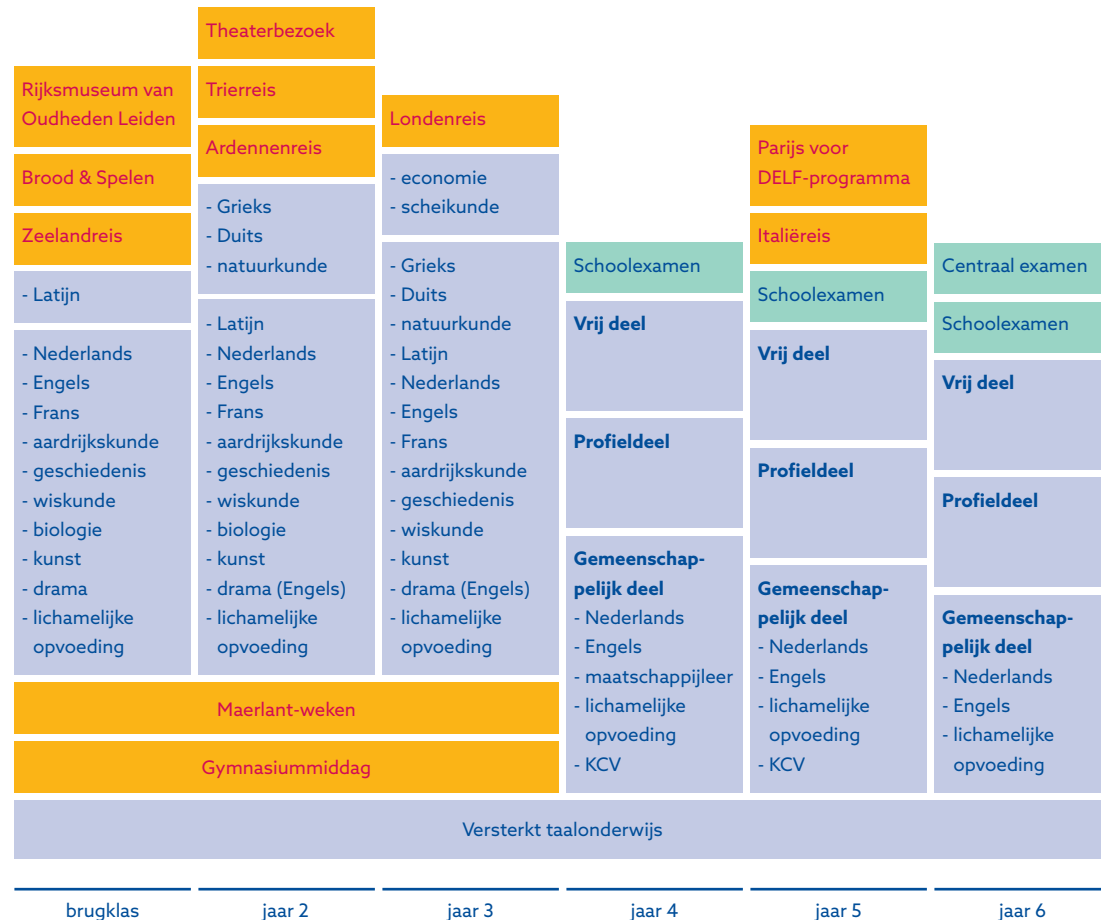 Rijksmuseum van
Oudheden Leiden
Brood & Spelen
Zeelandreis
- Latijn
- Nederlands
- Engels
- Frans
- aardrijkskunde
- geschiedenis
- wiskunde
- biologie
- kunst
- drama
- lichamelijke
opvoeding
Theaterbezoek
Trierreis
Ardennenreis
- Grieks
- Duits
- natuurkunde
- Latijn
- Nederlands
- Engels
- Frans
- aardrijkskunde
- geschiedenis
- wiskunde
- biologie
- kunst
- drama (Engels)
- lichamelijke
opvoeding
Londenreis
- economie
- scheikunde
- Grieks
- Duits
- natuurkunde
- Latijn
- Nederlands
- Engels
- Frans
- aardrijkskunde
- geschiedenis
- wiskunde
- kunst
- drama (Engels)
- lichamelijke
opvoeding
Maerlant-weken
Gymnasiummiddag
Schoolexamen
Vrij deel
Profieldeel
Gemeenschap-
pelijk deel
- Nederlands
- Engels
- maatschappijleer
- lichamelijke
opvoeding
- KCV
Parijs voor
DELF-programma
Italiëreis
Schoolexamen
Vrij deel
Profieldeel
Gemeenschap-
pelijk deel
- Nederlands
- Engels
- lichamelijke
opvoeding
- KCV
Centraal examen
Schoolexamen
Vrij deel
Profieldeel
Gemeenschap-
pelijk deel
- Nederlands
- Engels
- lichamelijke
opvoeding
Versterkt taalonderwijs
brugklas
jaar 2
jaar 3
jaar 4
jaar 5
jaar 6